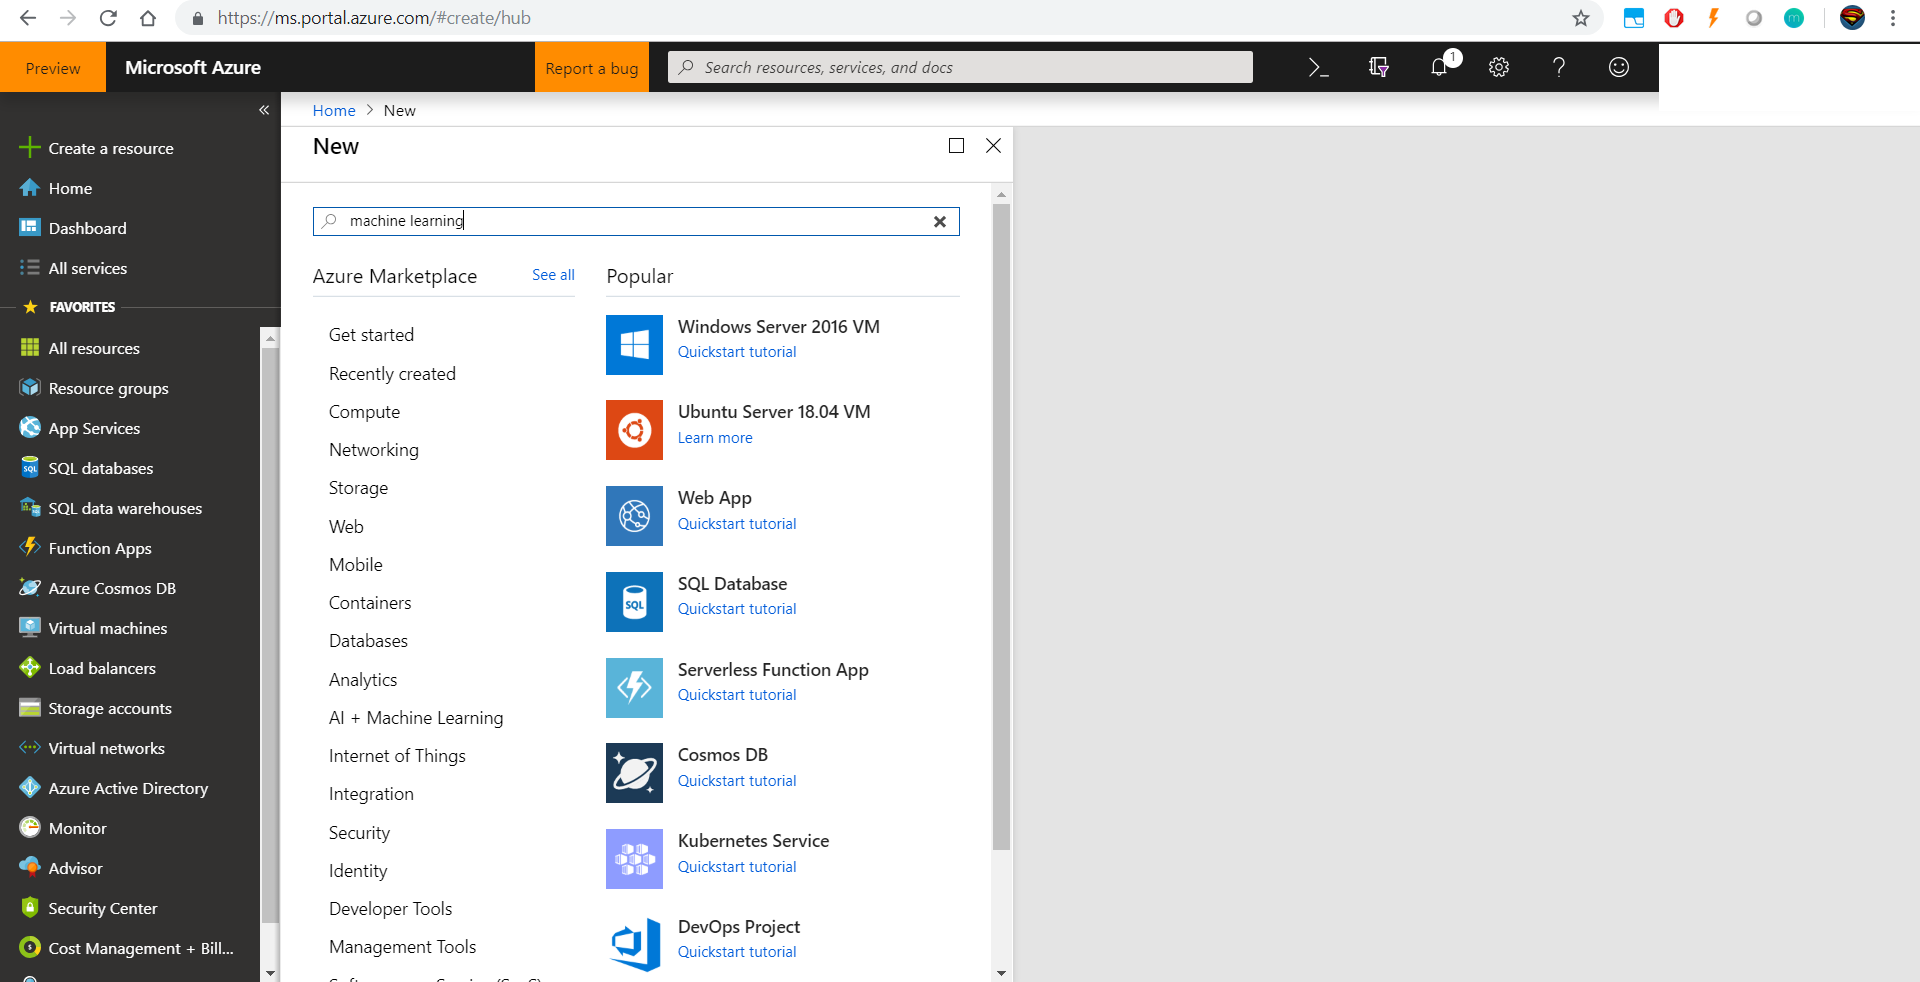 https://ms.portal.azure.com/#create/hub
m
Preview
Microsoft Azure
Report a bug
Search resources, services, and docs
1
Home > New
Create a resource
Home
Dashboard
All services
FAVORITES
All resources
Resource groups
App Services
SQL databases
SQL data warehouses
Function Apps
Azure Cosmos DB
Virtual machines
Load balancers
Storage accounts
Virtual networks
Azure Active Directory
Monitor
Advisor
Security Center
Cost Management + Bill...
New
machine learning
Azure Marketplace
See all
Get started
Recently created
Compute
Networking
Storage
Web
Mobile
Containers
Databases
Analytics
AI + Machine Learning
Internet of Things
Integration
Security
Identity
Developer Tools
Management Tools
Popular
Windows Server 2016 VM
Quickstart tutorial
Ubuntu Server 18.04 VM
Learn more
Web App
Quickstart tutorial
SQL
SQL Database
Quickstart tutorial
Serverless Function App
Quickstart tutorial
Cosmos DB
Quickstart tutorial
Kubernetes Service
Quickstart tutorial
DevOps Project
Quickstart tutorial